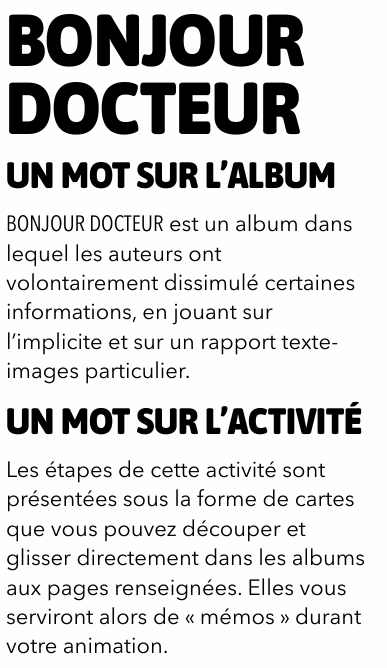 BONJOUR
DOCTEUR
UN MOT SUR L’ALBUM
BONJOUR DOCTEUR est un album dans
lequel les auteurs ont
volontairement dissimulé certaines
informations, en jouant sur
l’implicite et sur un rapport texte-
images particulier.
UN MOT SUR L’ACTIVITÉ
Les étapes de cette activité sont
présentées sous la forme de cartes
que vous pouvez découper et
glisser directement dans les albums
aux pages renseignées. Elles vous
serviront alors de « mémos » durant
votre animation.